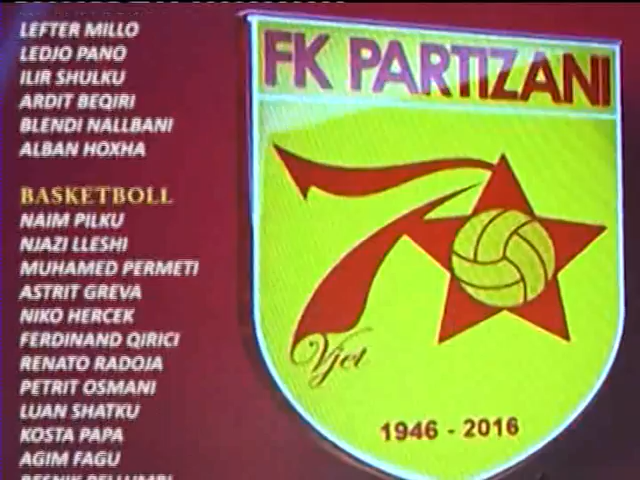 LEFTER MILLO
LEDJO PANO
ILIR SHULKU
ARDIT BEQIRI
BLENDI NALLBANI
ALBAN HOXHA
BASKETBOLL
NAIM PILKU
NJAZI LLESHI
MUHAMED PERMETI
ASTRIT GREVA
NIKO HERCEK
FERDINAND QIRICI
RENATO RADOJA
PETRIT OSMANI
LUAN SHATKU
KOSTA PAPA
AGIM FAGU
FK PARTIZANI
Vjet
1946 - 2016